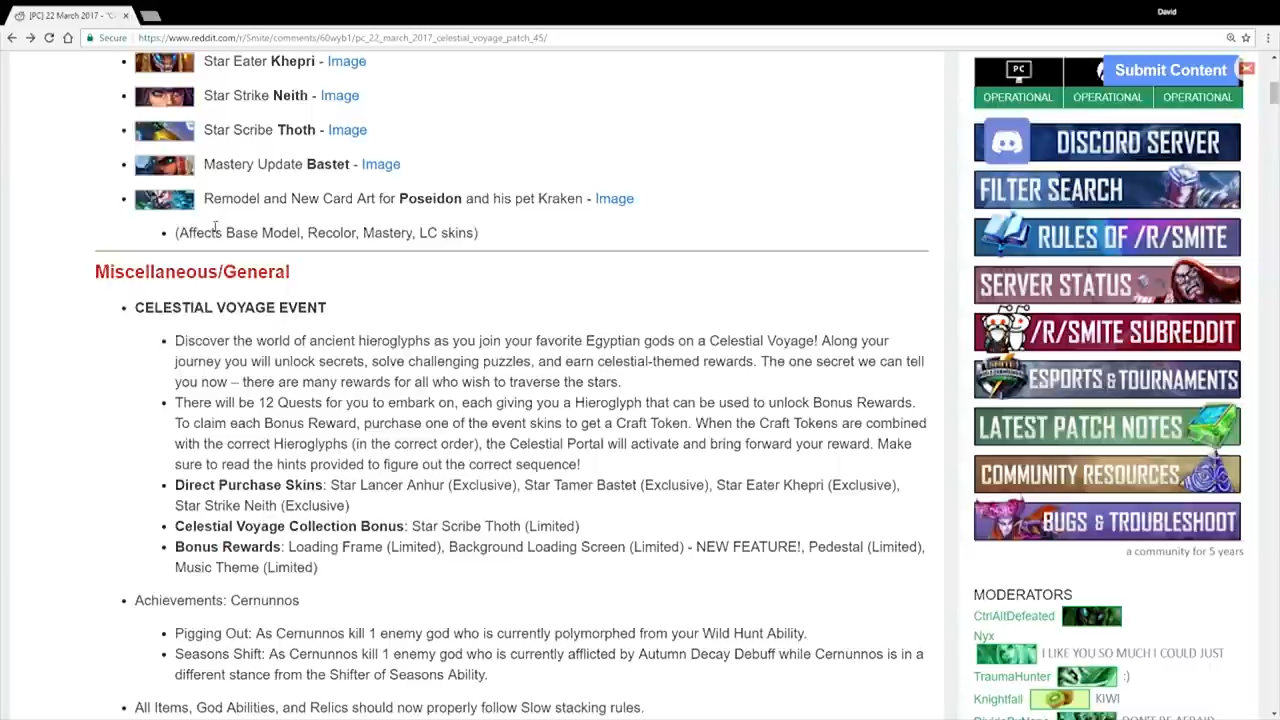 [PC] 22 March 2017 - "Ce
David
Secure https://www.reddit.com/r/Smite/comments/60wyb1/pc_22_march_2017_celestial_voyage_patch_45/
Star Eater Khepri - Image
Star Strike Neith - Image
Star Scribe Thoth - Image
Mastery Update Bastet - Image
Remodel and New Card Art for Poseidon and his pet Kraken - Image
(Affects Base Model, Recolor, Mastery, LC skins)
Miscellaneous/General
CELESTIAL VOYAGE EVENT
Discover the world of ancient hieroglyphs as you join your favorite Egyptian gods on a Celestial Voyage! Along your
journey you will unlock secrets, solve challenging puzzles, and earn celestial-themed rewards. The one secret we can tell
you now – there are many rewards for all who wish to traverse the stars.
There will be 12 Quests for you to embark on, each giving you a Hieroglyph that can be used to unlock Bonus Rewards.
To claim each Bonus Reward, purchase one of the event skins to get a Craft Token. When the Craft Tokens are combined
with the correct Hieroglyphs (in the correct order), the Celestial Portal will activate and bring forward your reward. Make
sure to read the hints provided to figure out the correct sequence!
Direct Purchase Skins: Star Lancer Anhur (Exclusive), Star Tamer Bastet (Exclusive), Star Eater Khepri (Exclusive),
Star Strike Neith (Exclusive)
Celestial Voyage Collection Bonus: Star Scribe Thoth (Limited)
Bonus Rewards: Loading Frame (Limited), Background Loading Screen (Limited) - NEW FEATURE!, Pedestal (Limited),
Music Theme (Limited)
Achievements: Cernunnos
Pigging Out: As Cernunnos kill 1 enemy god who is currently polymorphed from your Wild Hunt Ability.
Seasons Shift: As Cernunnos kill 1 enemy god who is currently afflicted by Autumn Decay Debuff while Cernunnos is in a
different stance from the Shifter of Seasons Ability.
All Items, God Abilities, and Relics should now properly follow Slow stacking rules.
PC
Submit Content
OPERATIONAL OPERATIONAL OPERATIONAL
DISCORD SERVER
FILTER SEARCH
RULES OF /R/SMITE
SERVER STATUS
/R/SMITE SUBREDDIT
ESPORTS & TOURNAMENTS
LATEST PATCH NOTES
COMMUNITY RESOURCES
BUGS & TROUBLESHOOT
a community for 5 years
MODERATORS
CtrlAltDefeated
Nyx
I LIKE YOU SO MUCH I COULD JUST
TraumaHunter :)
Knightfall KIWI